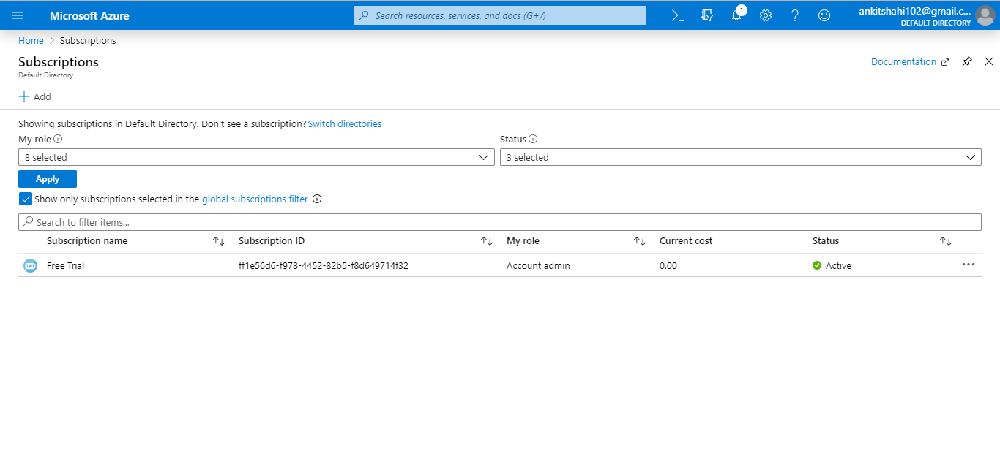 Microsoft Azure
Search resources, services, and docs (G+/)
1
ankitshahi102@gmail.c...
DEFAULT DIRECTORY
Home > Subscriptions
Subscriptions
Default Directory
Documentation
+ Add
Showing subscriptions in Default Directory. Don't see a subscription? Switch directories
My role Status
8 selected 3 selected
Apply
Show only subscriptions selected in the global subscriptions filter
Search to filter items...
Subscription name Subscription ID My role Current cost Status
Free Trial ff1e56d6-f978-4452-82b5-f8d649714f32 Account admin 0.00 Active